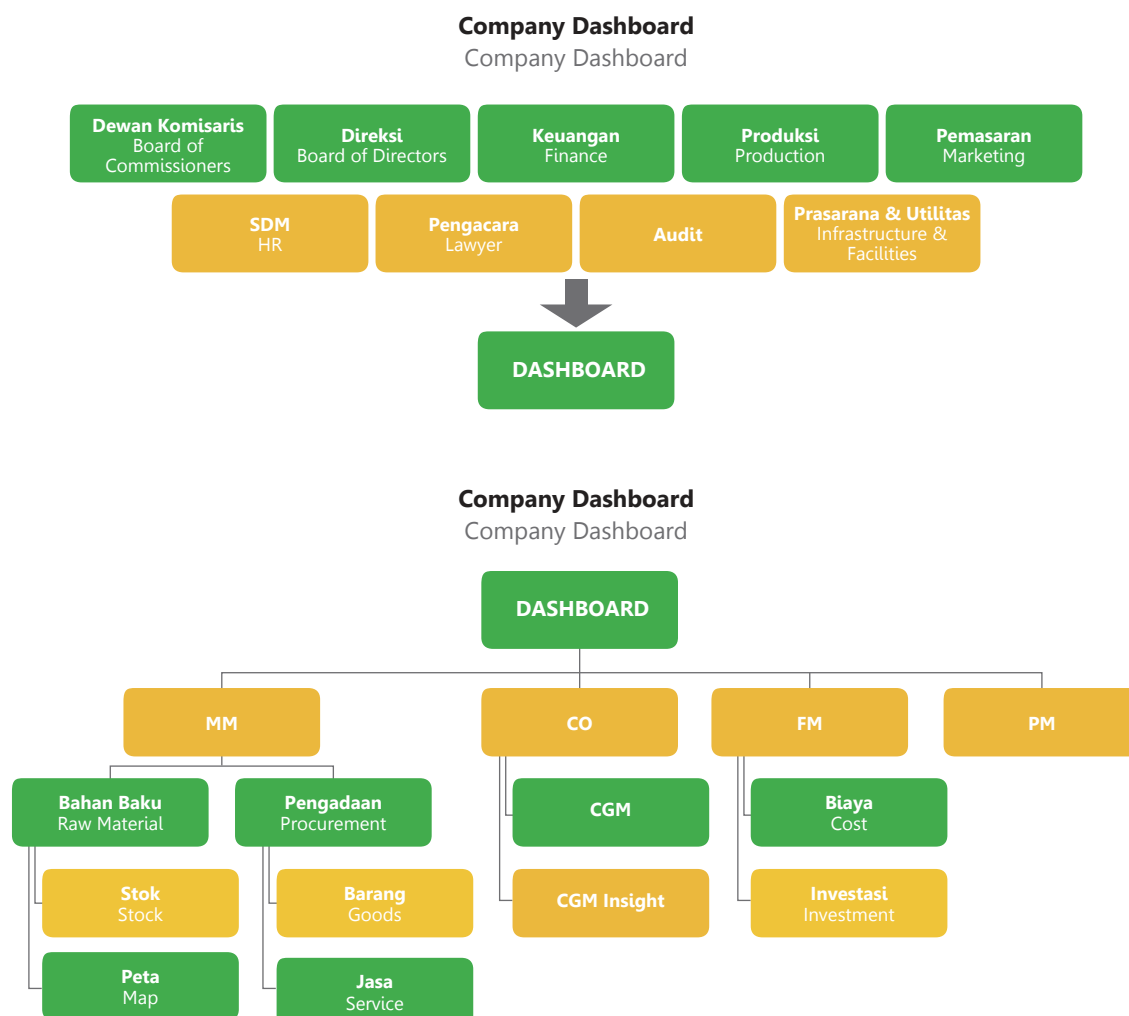 Company Dashboard
Company Dashboard
Dewan Komisaris
Board of
Commissioners
Direksi
Board of Directors
Keuangan
Finance
Produksi
Production
Pemasaran
Marketing
SDM
HR
Pengacara
Lawyer
Audit
Prasarana & Utilitas
Infrastructure &
Facilities
DASHBOARD
Company Dashboard
Company Dashboard
DASHBOARD
MM
CO
FM
PM
Bahan Baku
Raw Material
Pengadaan
Procurement
CGM
Biaya
Cost
Stok
Stock
Barang
Goods
CGM Insight
Investasi
Investment
Peta
Map
Jasa
Service